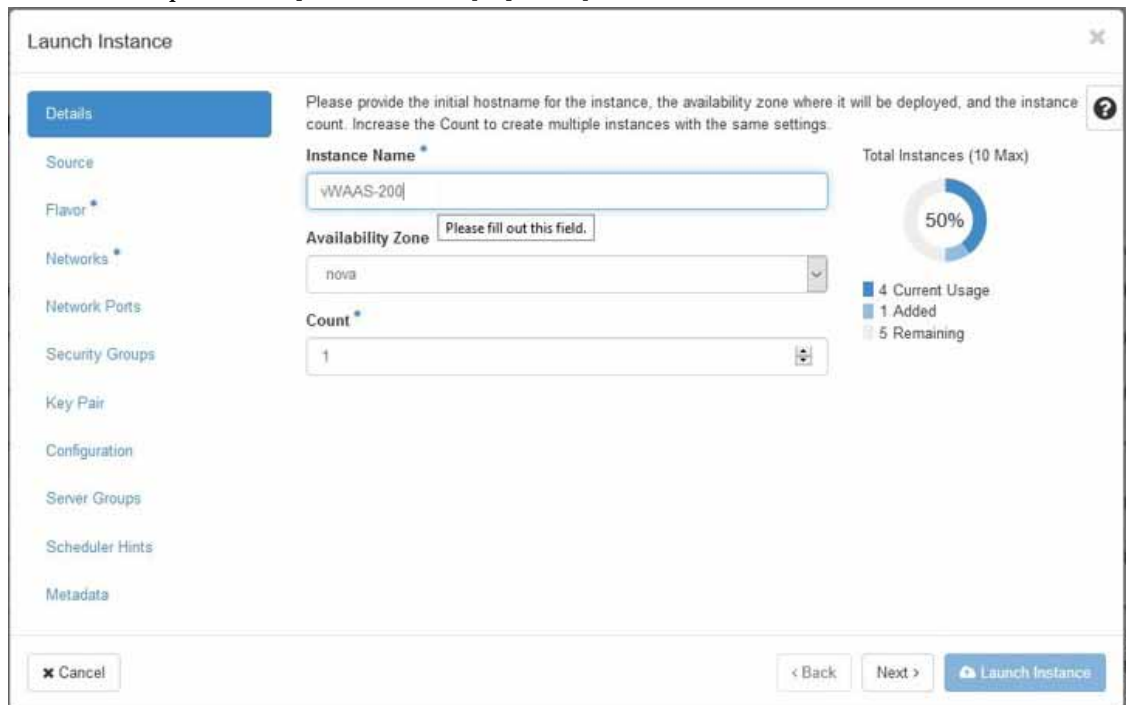 Launch Instance
Details
Source
Flavor *
Networks *
Network Ports
Security Groups
Key Pair
Configuration
Server Groups
Scheduler Hints
Metadata
Please provide the initial hostname for the instance, the availability zone where it will be deployed, and the instance
count. Increase the Count to create multiple instances with the same settings.
Instance Name *
vWAAS-200
Please fill out this field.
Availability Zone
nova
Count *
1
Total Instances (10 Max)
50%
4 Current Usage
1 Added
5 Remaining
✖ Cancel
‹ Back
Next ›
Launch Instance